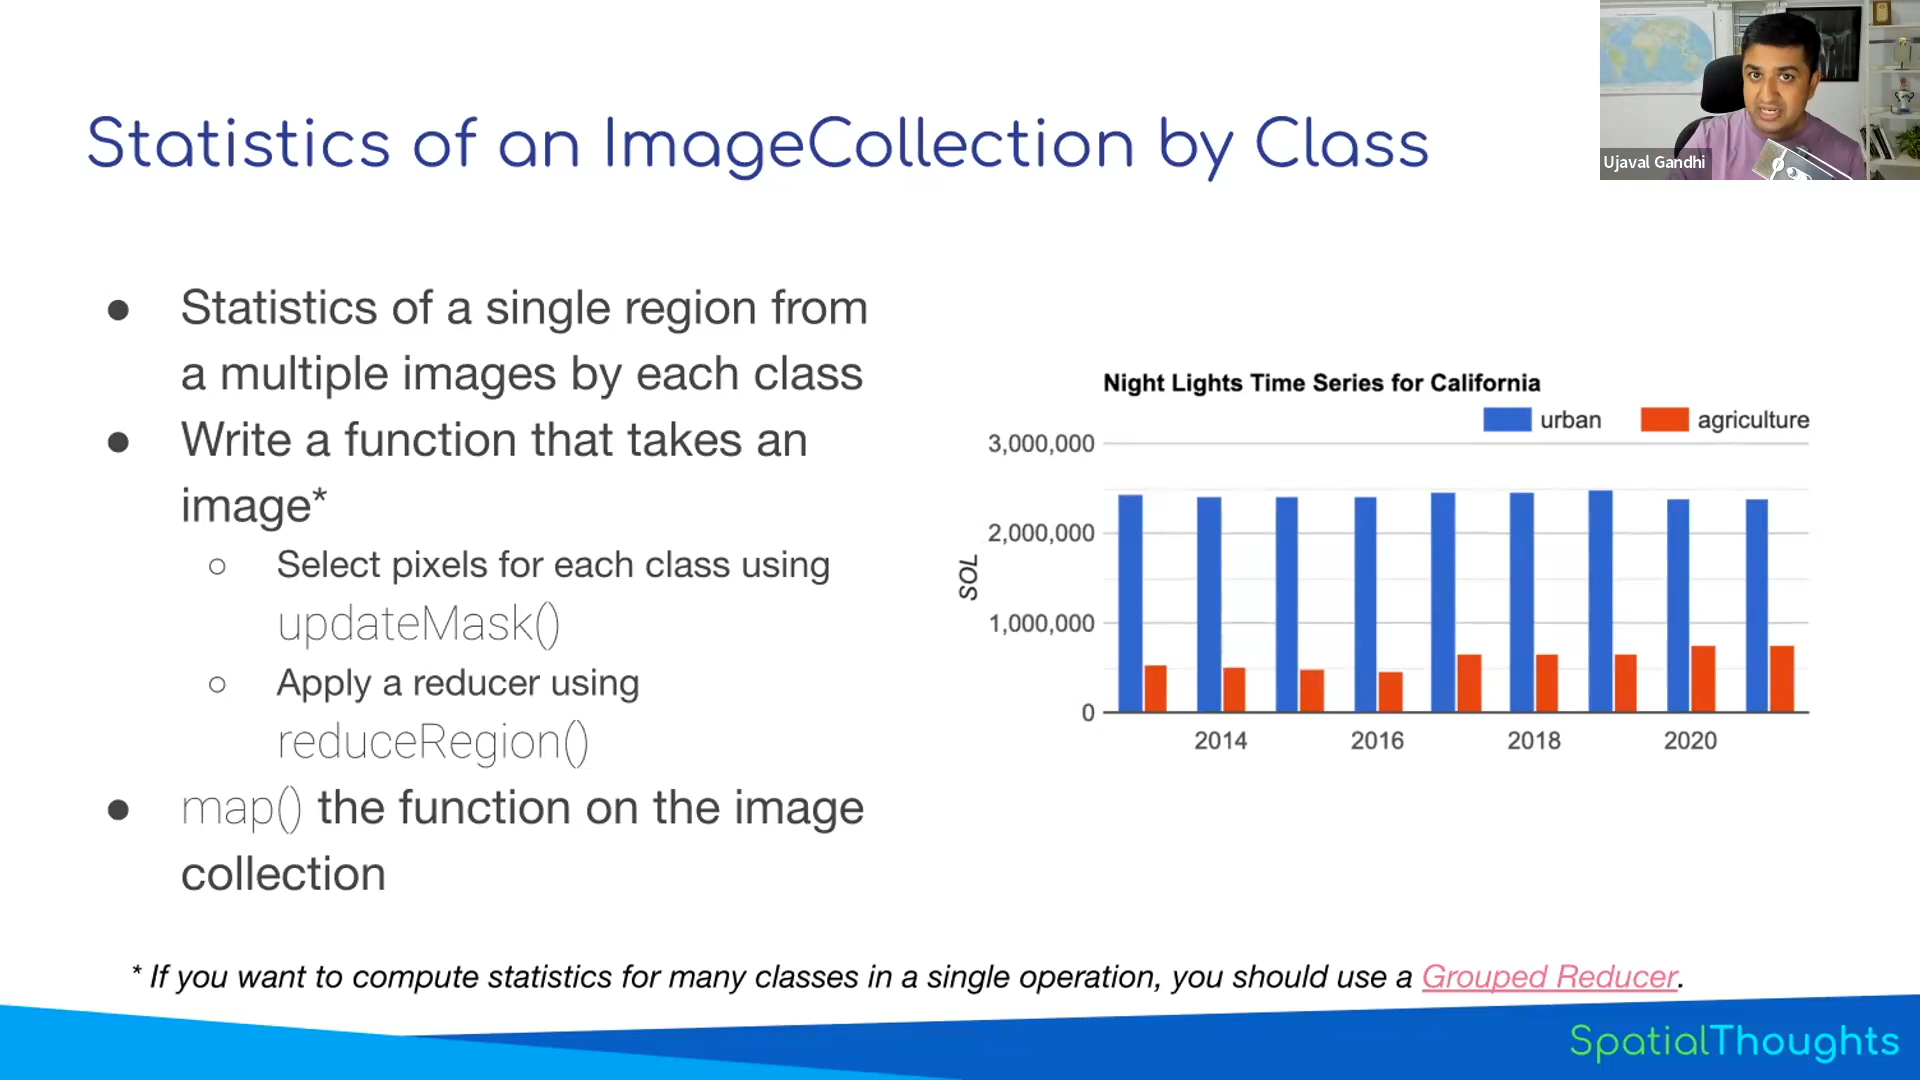 Statistics of an ImageCollection by Class
Ujaval Gandhi
● Statistics of a single region from
a multiple images by each class
● Write a function that takes an
image*
○ Select pixels for each class using
updateMask()
○ Apply a reducer using
reduceRegion()
● map() the function on the image
collection
Night Lights Time Series for California
urban agriculture
3,000,000
2,000,000
1,000,000
0
SOL
2014 2016 2018 2020
* If you want to compute statistics for many classes in a single operation, you should use a Grouped Reducer.
SpatialThoughts